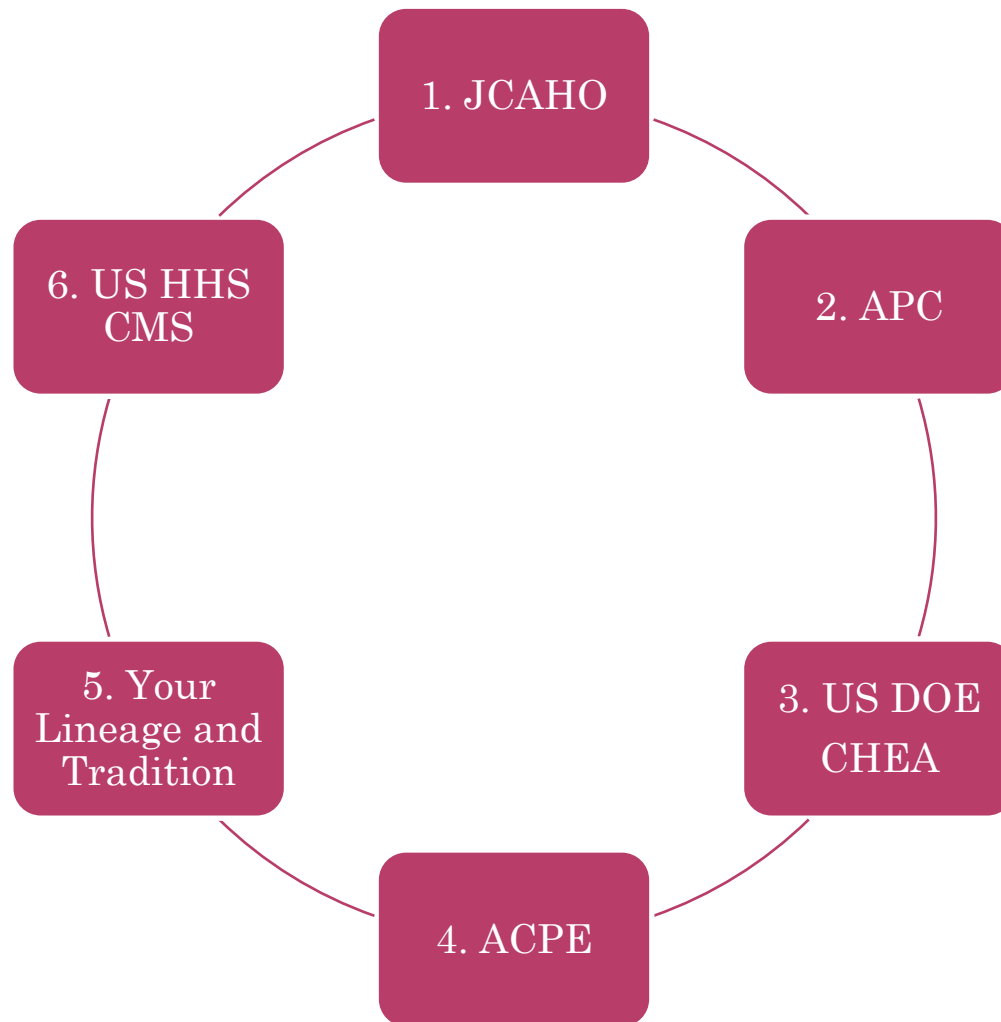 1. JCAHO
2. APC
3. US DOE
CHEA
4. ACPE
5. Your
Lineage and
Tradition
6. US HHS
CMS